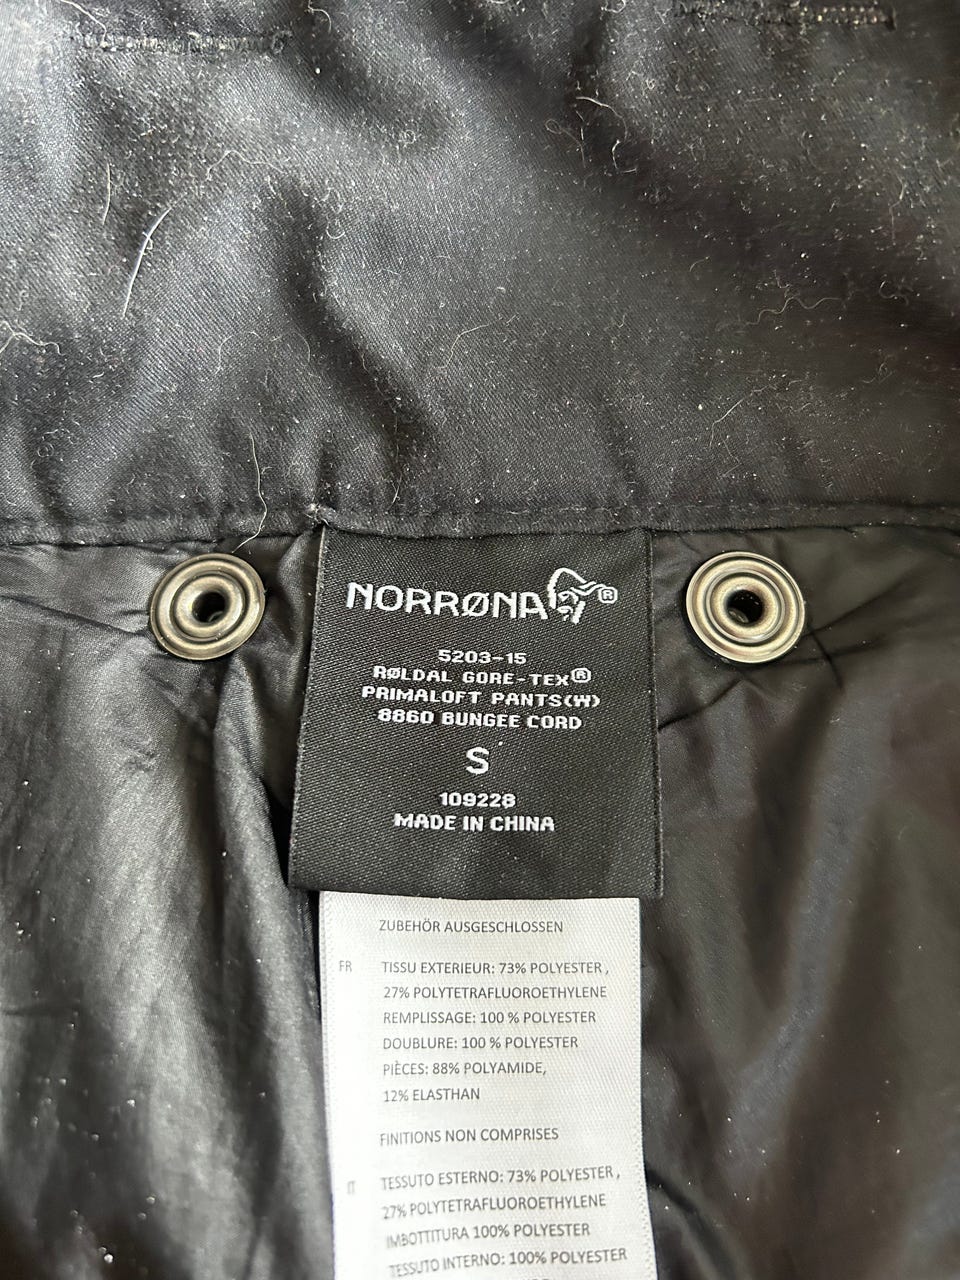 NORRØNA®
5203-15
RØLDAL GORE-TEX®
PRIMALOFT PANTS(W)
8860 BUNGEE CORD
S
109228
MADE IN CHINA
ZUBEHÖR AUSGESCHLOSSEN
FR TISSU EXTERIEUR: 73% POLYESTER ,
27% POLYTETRAFLUOROETHYLENE
REMPLISSAGE: 100 % POLYESTER
DOUBLURE: 100 % POLYESTER
PIÈCES: 88% POLYAMIDE,
12% ELASTHAN
FINITIONS NON COMPRISES
IT TESSUTO ESTERNO: 73% POLYESTER ,
27% POLYTETRAFLUOROETHYLENE
IMBOTTITURA 100% POLYESTER
TESSUTO INTERNO: 100% POLYESTER